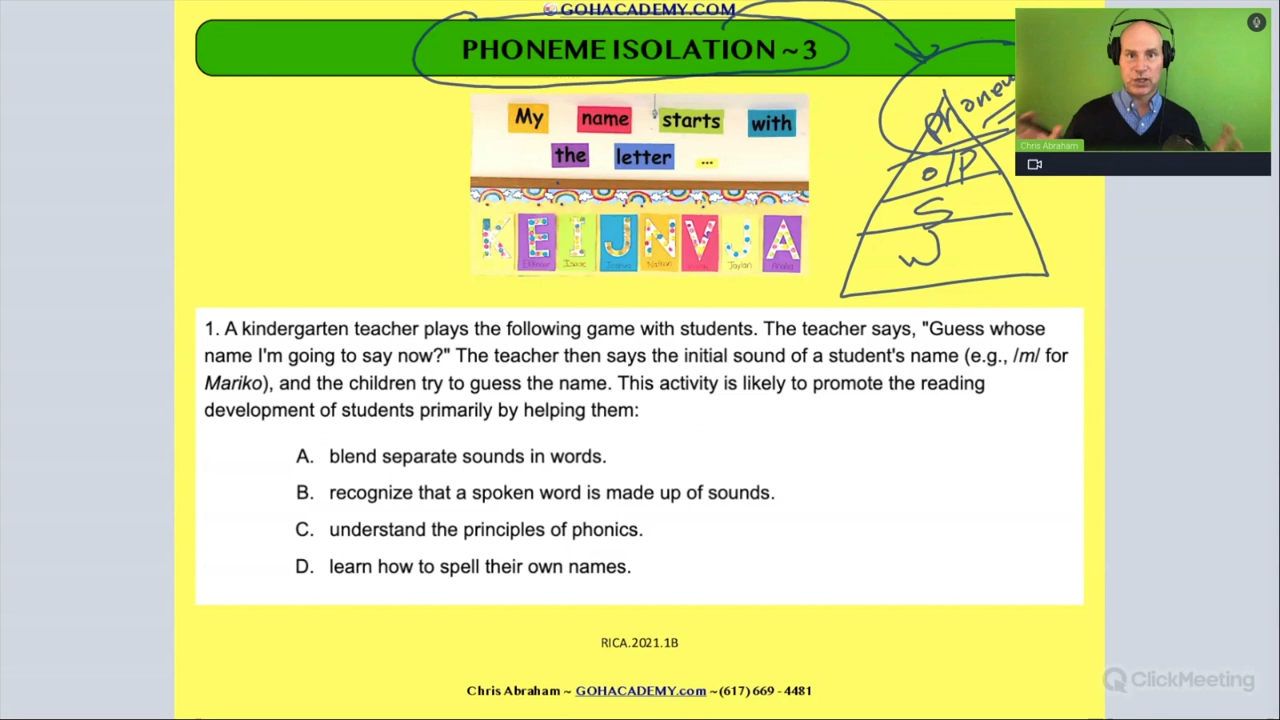 GOHACADEMY.COM
PHONEME ISOLATION ~ 3
My name starts with
the letter ...
K E I J N V J A
Isaac Nathan Jaylan
phonem
O/P
S
W
Chris Abraham
1. A kindergarten teacher plays the following game with students. The teacher says, "Guess whose
name I'm going to say now?" The teacher then says the initial sound of a student's name (e.g., /m/ for
Mariko), and the children try to guess the name. This activity is likely to promote the reading
development of students primarily by helping them:
A. blend separate sounds in words.
B. recognize that a spoken word is made up of sounds.
C. understand the principles of phonics.
D. learn how to spell their own names.
RICA.2021.1B
Chris Abraham ~ GOHACADEMY.com ~(617) 669 - 4481
ClickMeeting